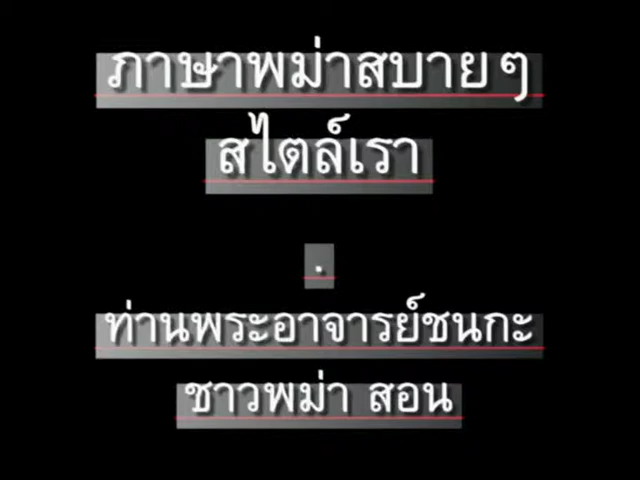 ภาษาพม่าสบายๆ
สไตล์เรา
.
ท่านพระอาจารย์ชนกะ
ชาวพม่า สอน